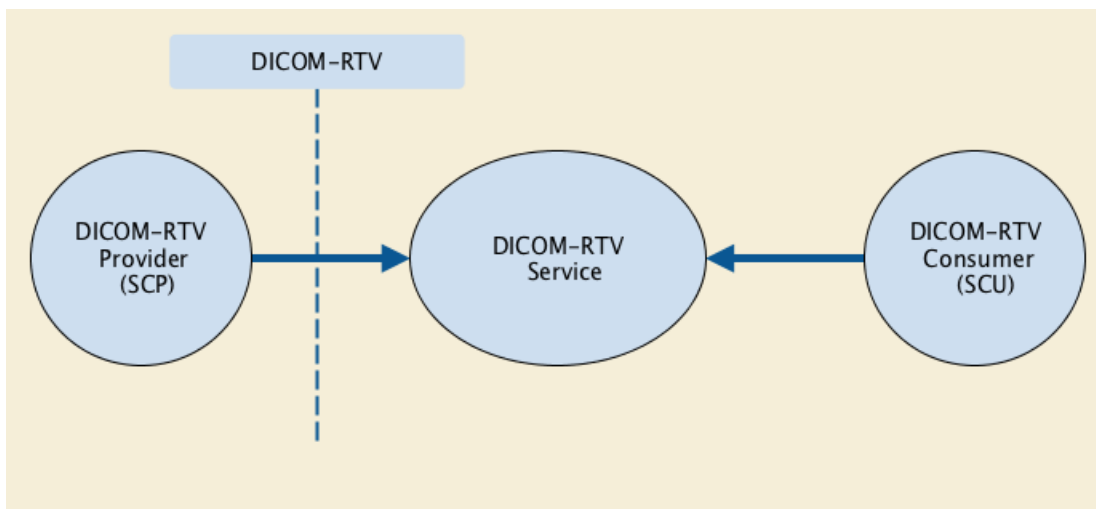 DICOM–RTV
DICOM–RTV
Provider
(SCP)
DICOM–RTV
Service
DICOM–RTV
Consumer
(SCU)